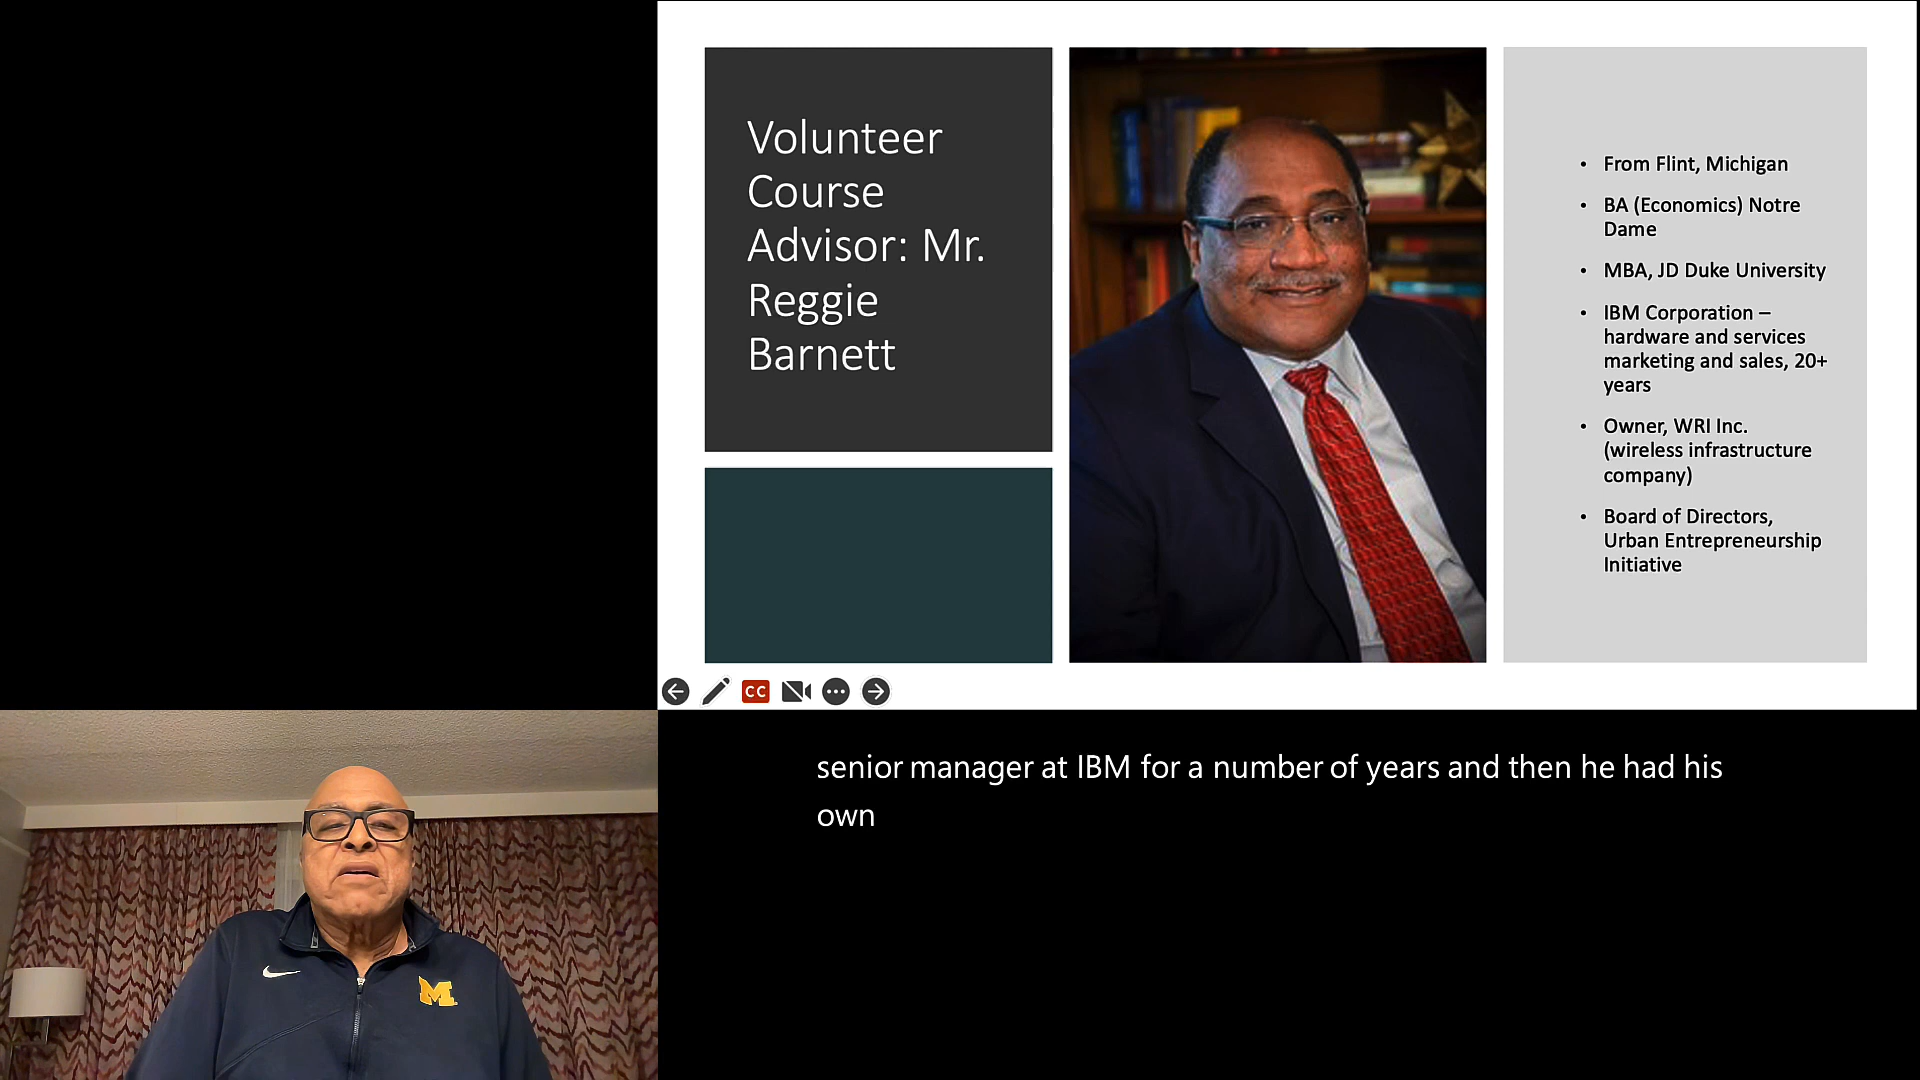 Volunteer
Course
Advisor: Mr.
Reggie
Barnett
• From Flint, Michigan
• BA (Economics) Notre
Dame
• MBA, JD Duke University
• IBM Corporation –
hardware and services
marketing and sales, 20+
years
• Owner, WRI Inc.
(wireless infrastructure
company)
• Board of Directors,
Urban Entrepreneurship
Initiative
CC
senior manager at IBM for a number of years and then he had his
own
M